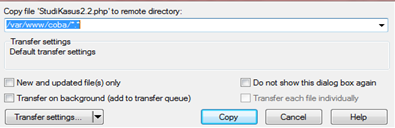 Copy file 'StudiKasus2.2.php' to remote directory:
/var/www/coba/*.*
Transfer settings
Default transfer settings
New and updated file(s) only
Do not show this dialog box again
Transfer on background (add to transfer queue)
Transfer each file individually
Transfer settings...
Copy
Cancel
Help